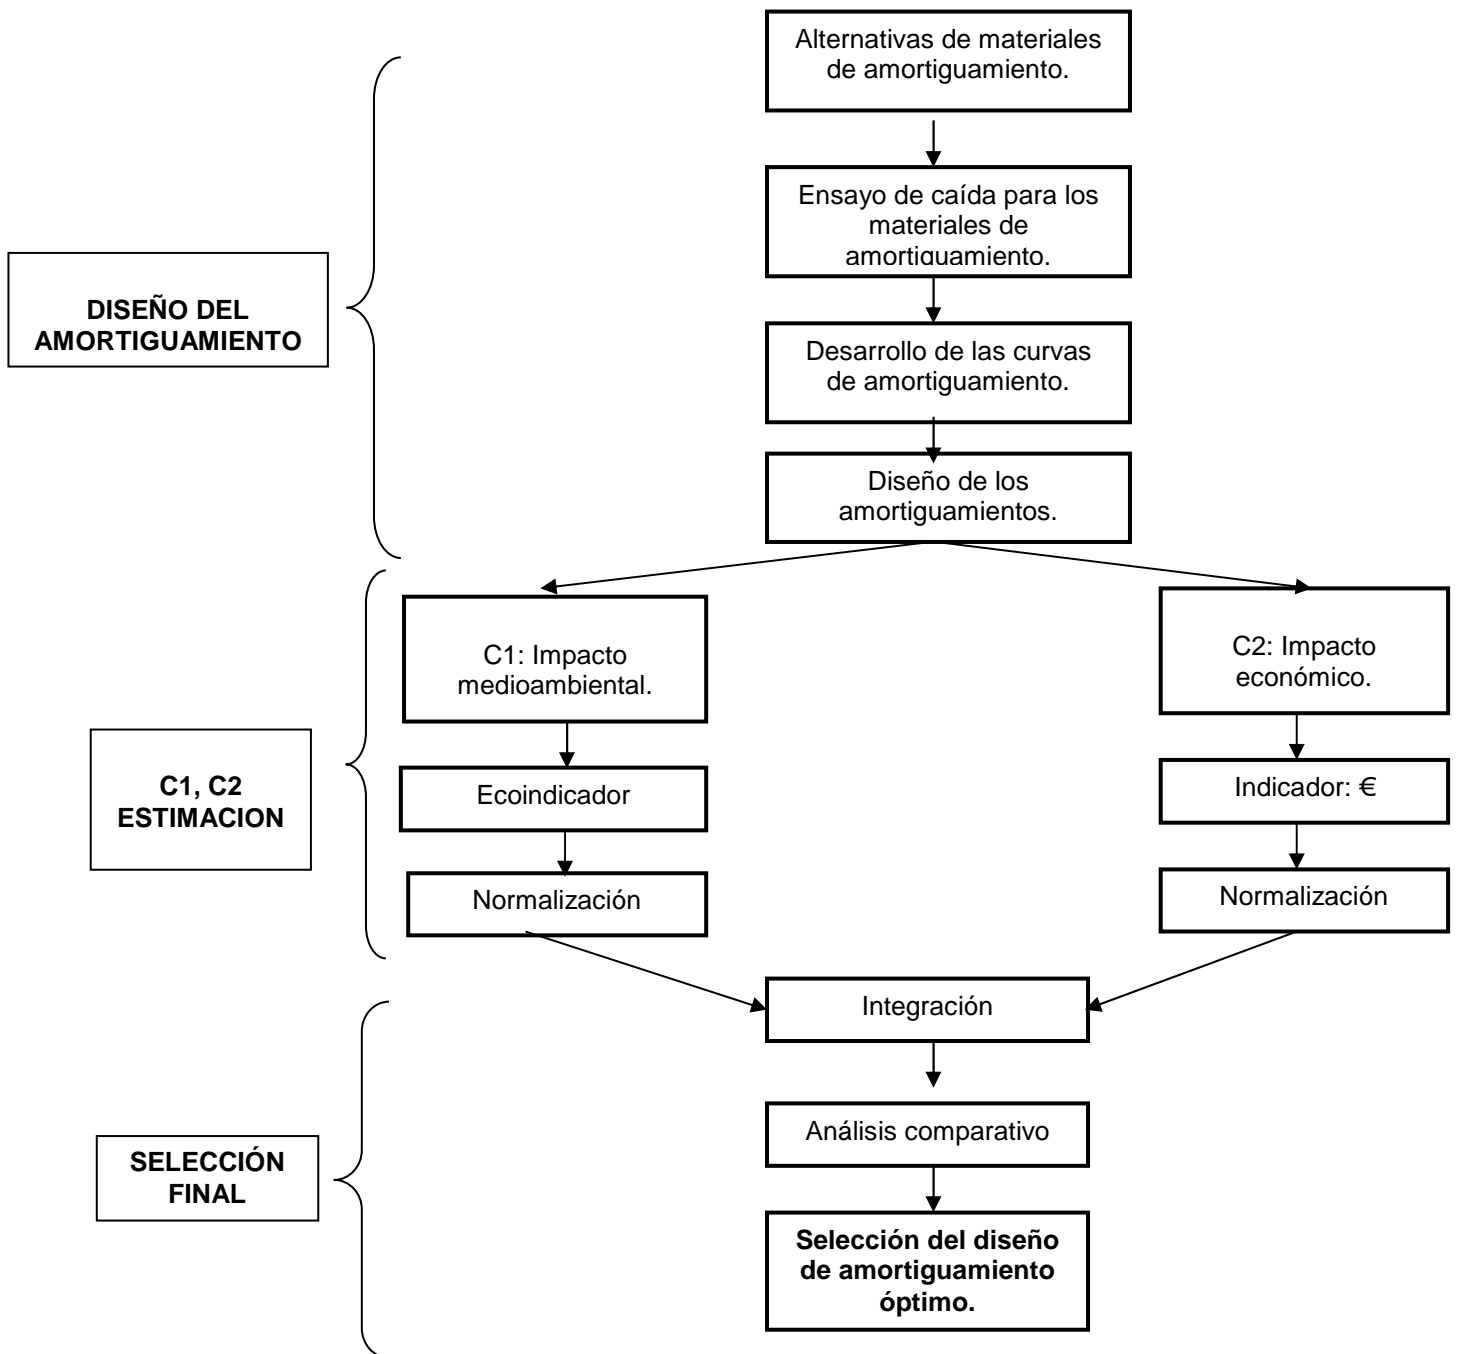 Alternativas de materiales
de amortiguamiento.
Ensayo de caída para los
materiales de
amortiguamiento.
DISEÑO DEL
AMORTIGUAMIENTO
Desarrollo de las curvas
de amortiguamiento.
Diseño de los
amortiguamientos.
C1: Impacto
medioambiental.
C2: Impacto
económico.
C1, C2
ESTIMACION
Ecoindicador
Indicador: €
Normalización
Normalización
Integración
Análisis comparativo
SELECCIÓN
FINAL
Selección del diseño
de amortiguamiento
óptimo.